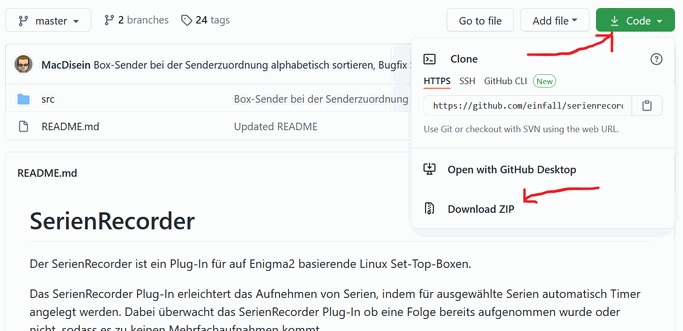 master
2 branches
24 tags
Go to file
Add file
Code
MacDisein Box-Sender bei der Senderzuordnung alphabetisch sortieren, Bugfix
src
Box-Sender bei der Senderzuordnung
README.md
Updated README
Clone
HTTPS SSH GitHub CLI New
https://github.com/einfall/serienrecor
Use Git or checkout with SVN using the web URL.
Open with GitHub Desktop
Download ZIP
README.md
SerienRecorder
Der SerienRecorder ist ein Plug-In für auf Enigma2 basierende Linux Set-Top-Boxen.
Das SerienRecorder Plug-In erleichtert das Aufnehmen von Serien, indem für ausgewählte Serien automatisch Timer
angelegt werden. Dabei überwacht das SerienRecorder Plug-In ob eine Folge bereits aufgenommen wurde oder
nicht, sodass es zu keinen Mehrfachaufnahmen kommt.